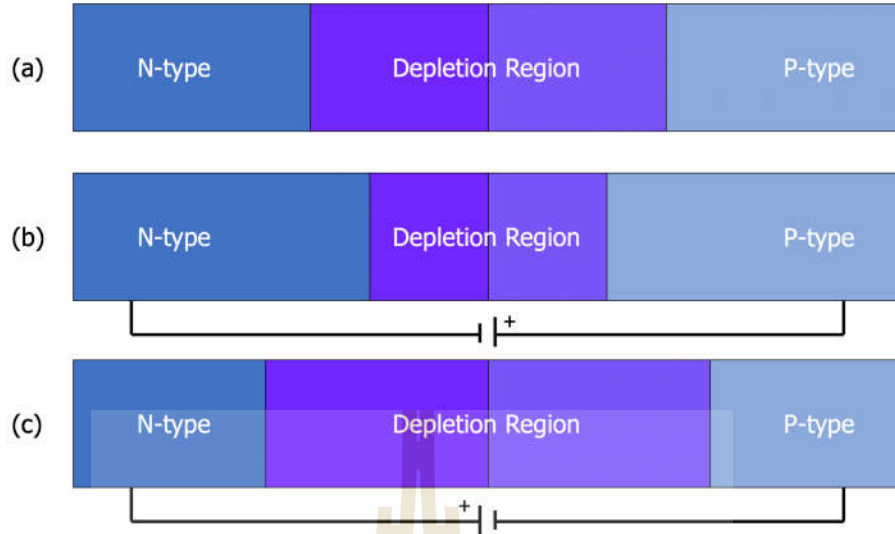 (a) N-type Depletion Region P-type
(b) N-type Depletion Region P-type
+
(c) N-type Depletion Region P-type
+